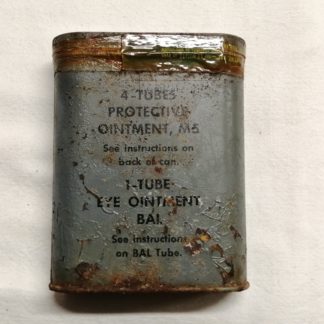 4-TUBES
PROTECTIVE
OINTMENT, M5
See instructions on
back of can.
1-TUBE
EYE OINTMENT
BAL
See instructions
on BAL Tube.